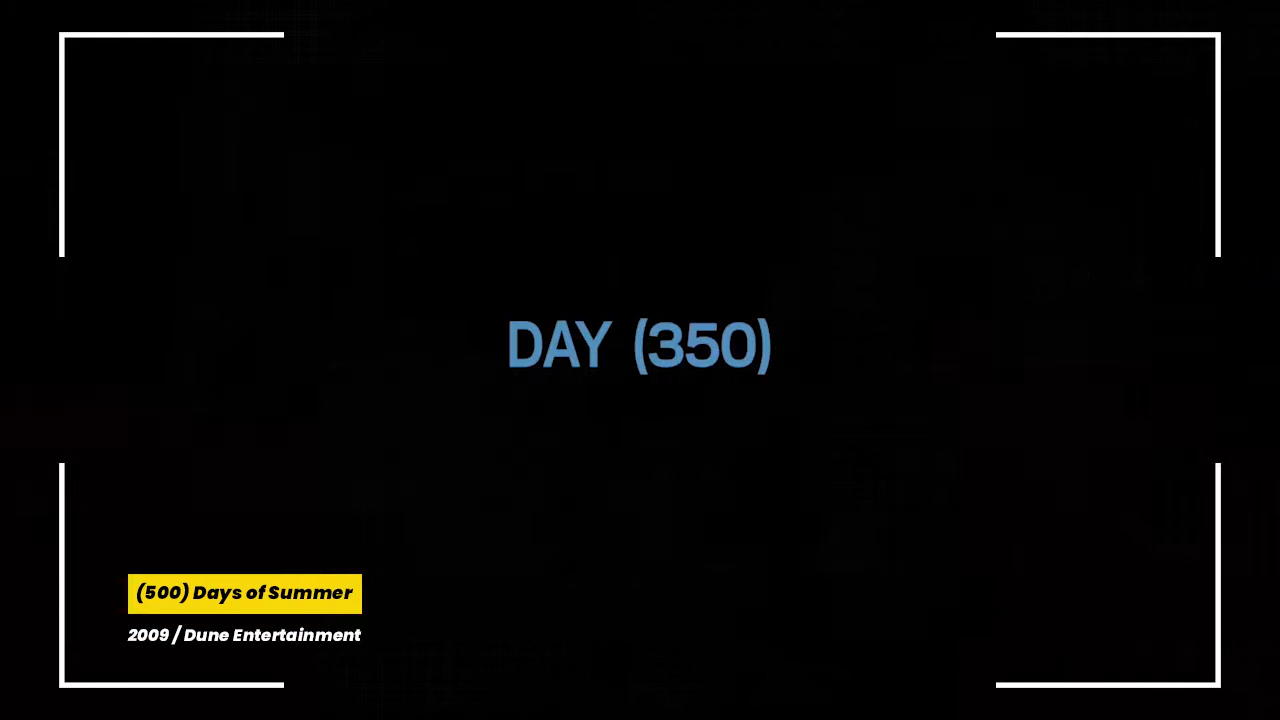 DAY (350)
(500) Days of Summer
2009 / Dune Entertainment